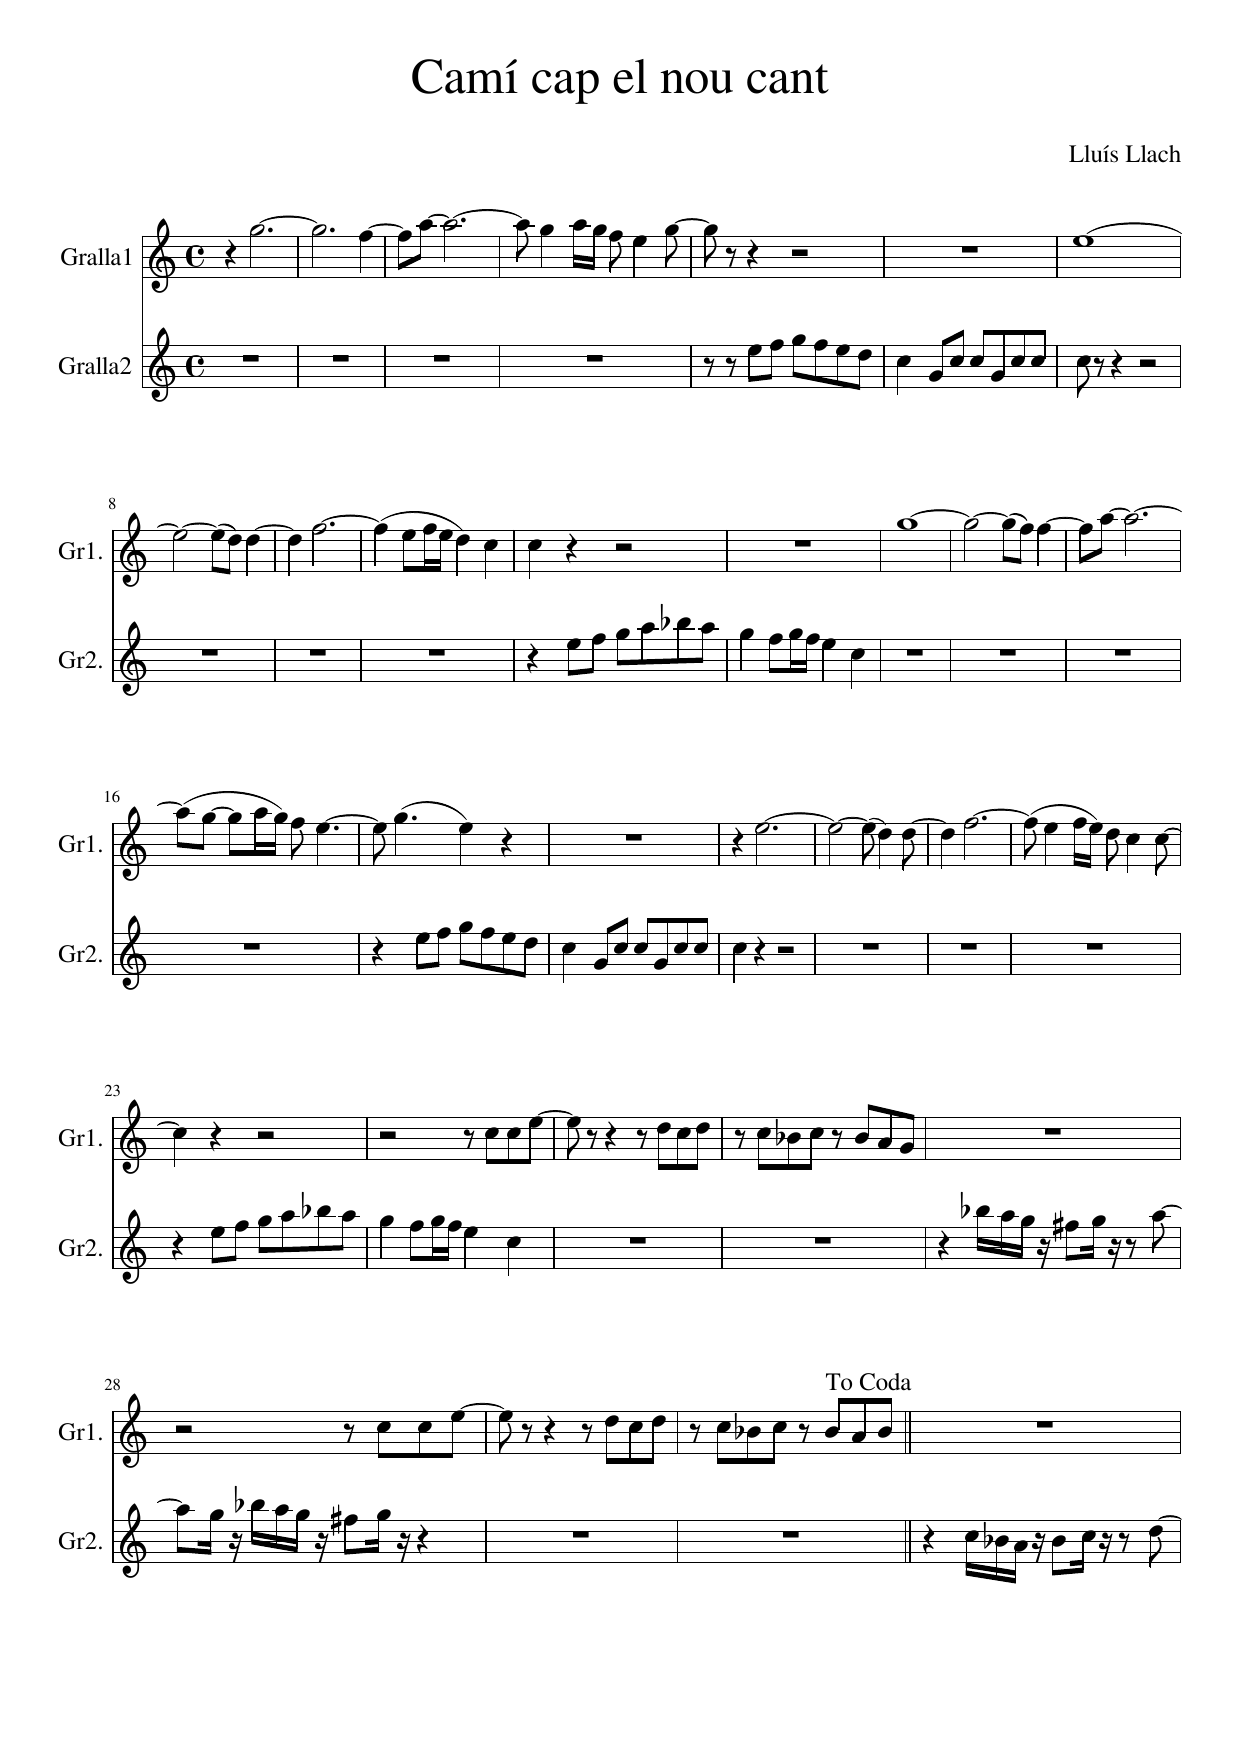 Camí cap el nou cant
Lluís Llach
Gralla1
Gralla2
8
Gr1.
Gr2.
16
Gr1.
Gr2.
23
Gr1.
Gr2.
28
To Coda
Gr1.
Gr2.